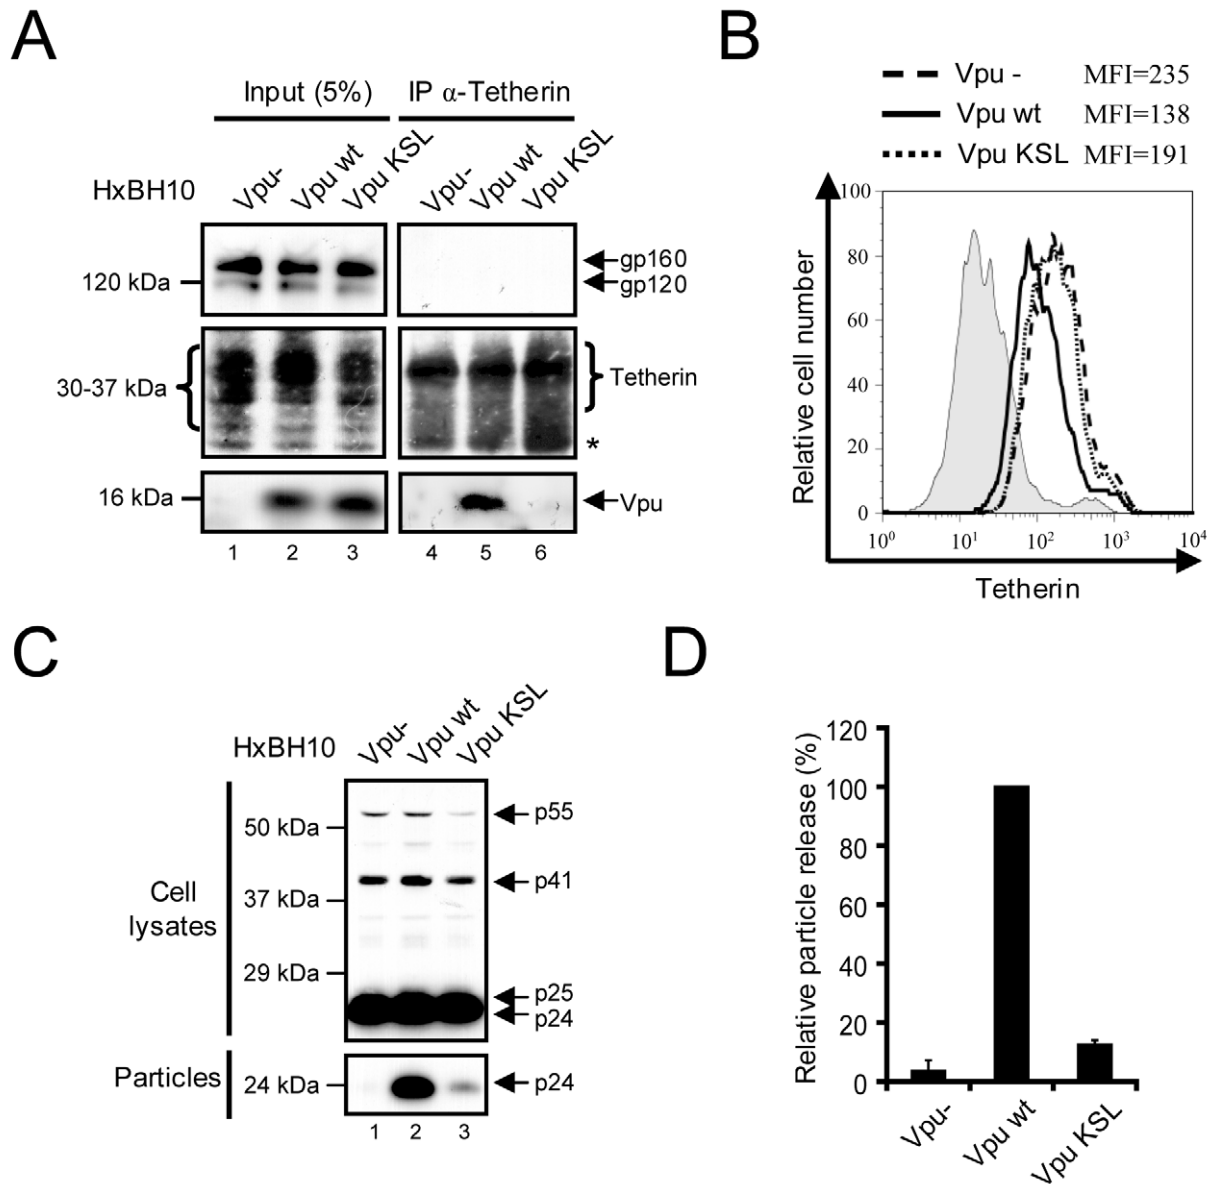 A
Input (5%) IP α-Tetherin
HxBH10 Vpu- Vpu wt Vpu KSL Vpu- Vpu wt Vpu KSL
gp160
120 kDa gp120
30-37 kDa Tetherin
*
16 kDa Vpu
1 2 3 4 5 6
B
Vpu - MFI=235
Vpu wt MFI=138
Vpu KSL MFI=191
Relative cell number
100
80
60
40
20
0
10⁰ 10¹ 10² 10³ 10⁴
Tetherin
C
HxBH10 Vpu- Vpu wt Vpu KSL
Cell
lysates
50 kDa p55
p41
37 kDa
29 kDa
p25
p24
Particles 24 kDa p24
1 2 3
D
Relative particle release (%)
120
100
80
60
40
20
0
Vpu- Vpu wt Vpu KSL